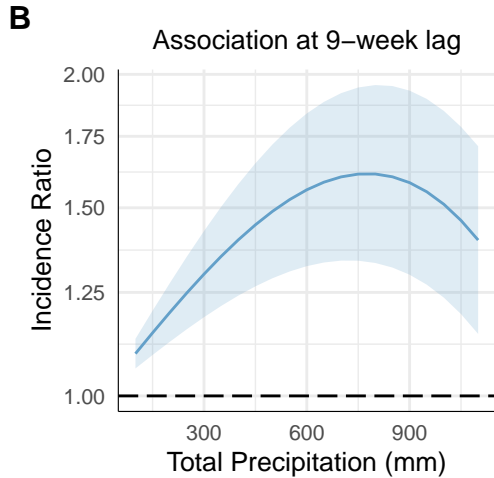 B
Association at 9−week lag
2.00
1.75
1.50
1.25
1.00
Incidence Ratio
300 600 900
Total Precipitation (mm)